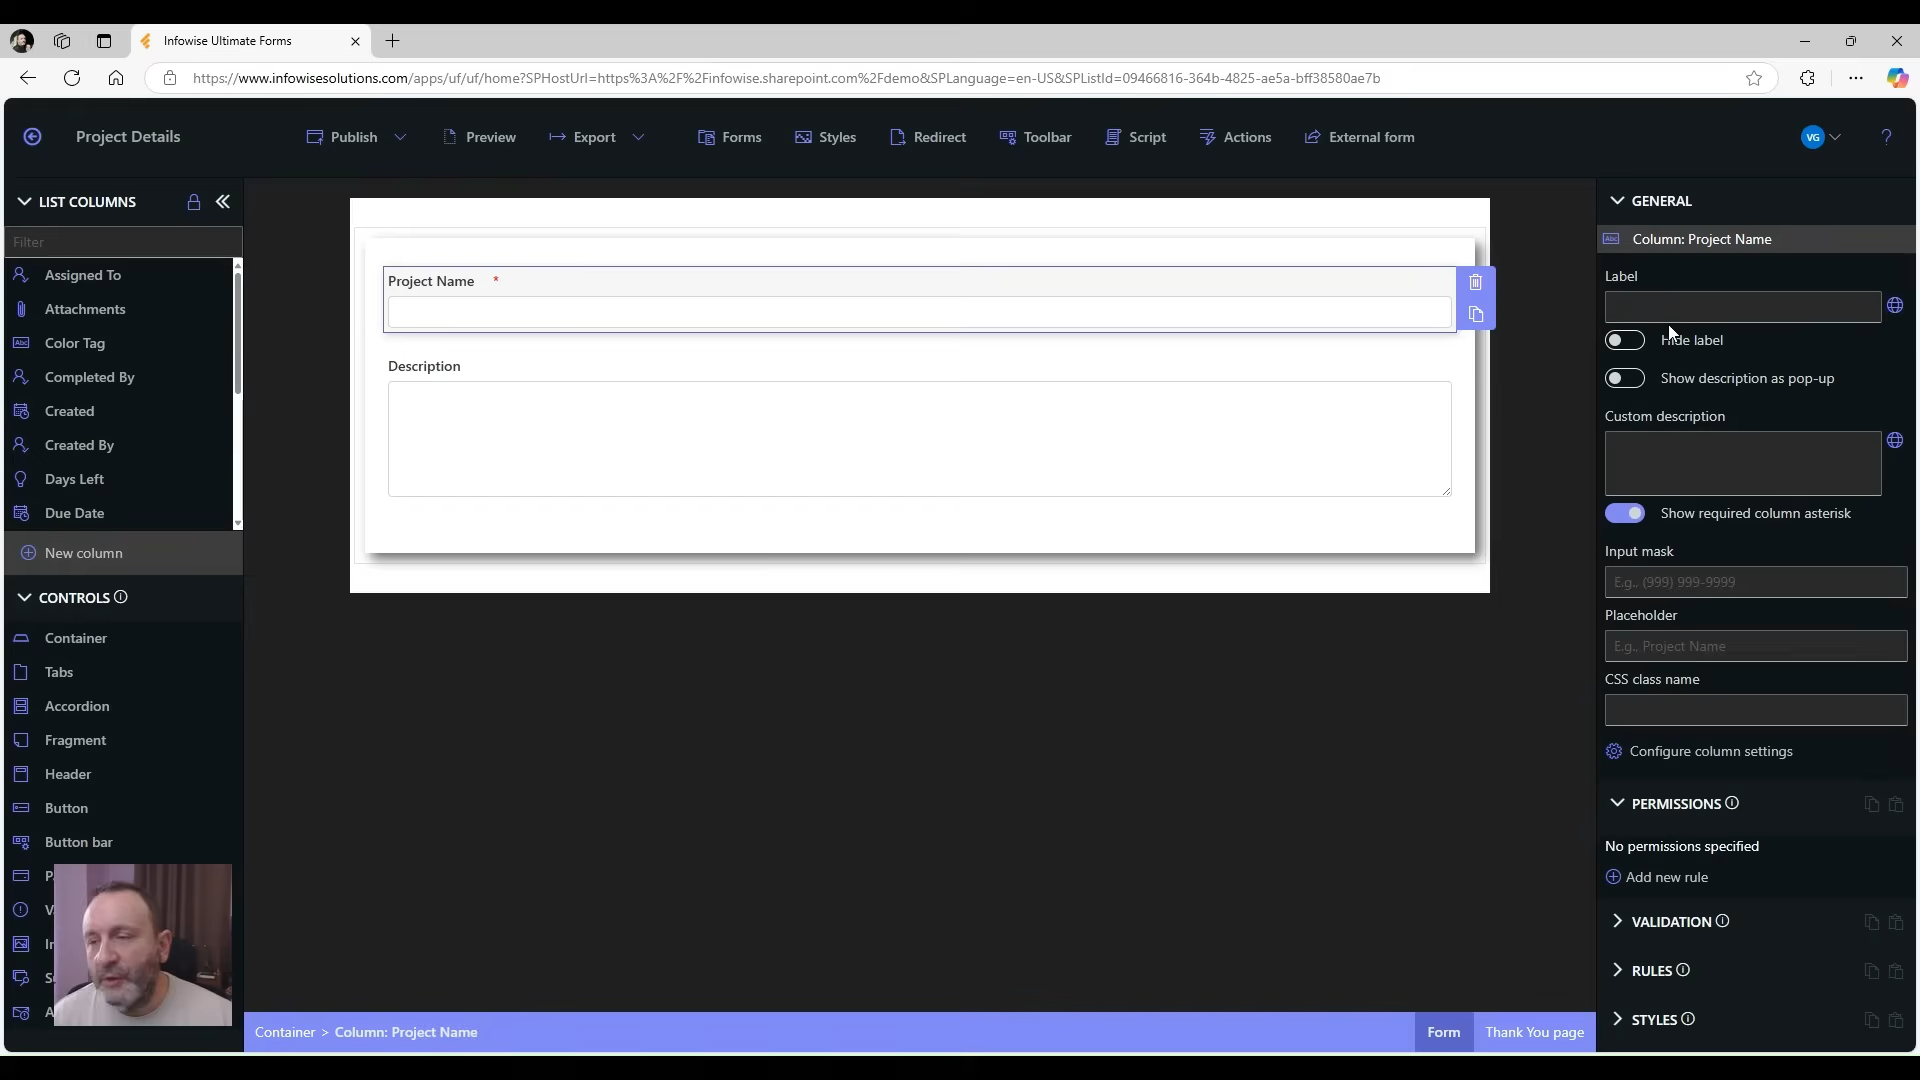 Infowise Ultimate Forms
https://www.infowisesolutions.com/apps/uf/uf/home?SPHostUrl=https%3A%2F%2Finfowise.sharepoint.com%2Fdemo&SPLanguage=en-US&SPListId=09466816-364b-4825-ae5a-bff38580ae7b
Project Details
Publish
Preview
Export
Forms
Styles
Redirect
Toolbar
Script
Actions
External form
VG
?
LIST COLUMNS
Filter
Assigned To
Attachments
Abc Color Tag
Completed By
Created
Created By
Days Left
Due Date
New column
CONTROLS
Container
Tabs
Accordion
Fragment
Header
Button
Button bar
Project Name *
Description
Container > Column: Project Name
Form
Thank You page
GENERAL
Abc Column: Project Name
Label
Hide label
Show description as pop-up
Custom description
Show required column asterisk
Input mask
E.g., (999) 999-9999
Placeholder
E.g., Project Name
CSS class name
Configure column settings
PERMISSIONS
No permissions specified
Add new rule
VALIDATION
RULES
STYLES